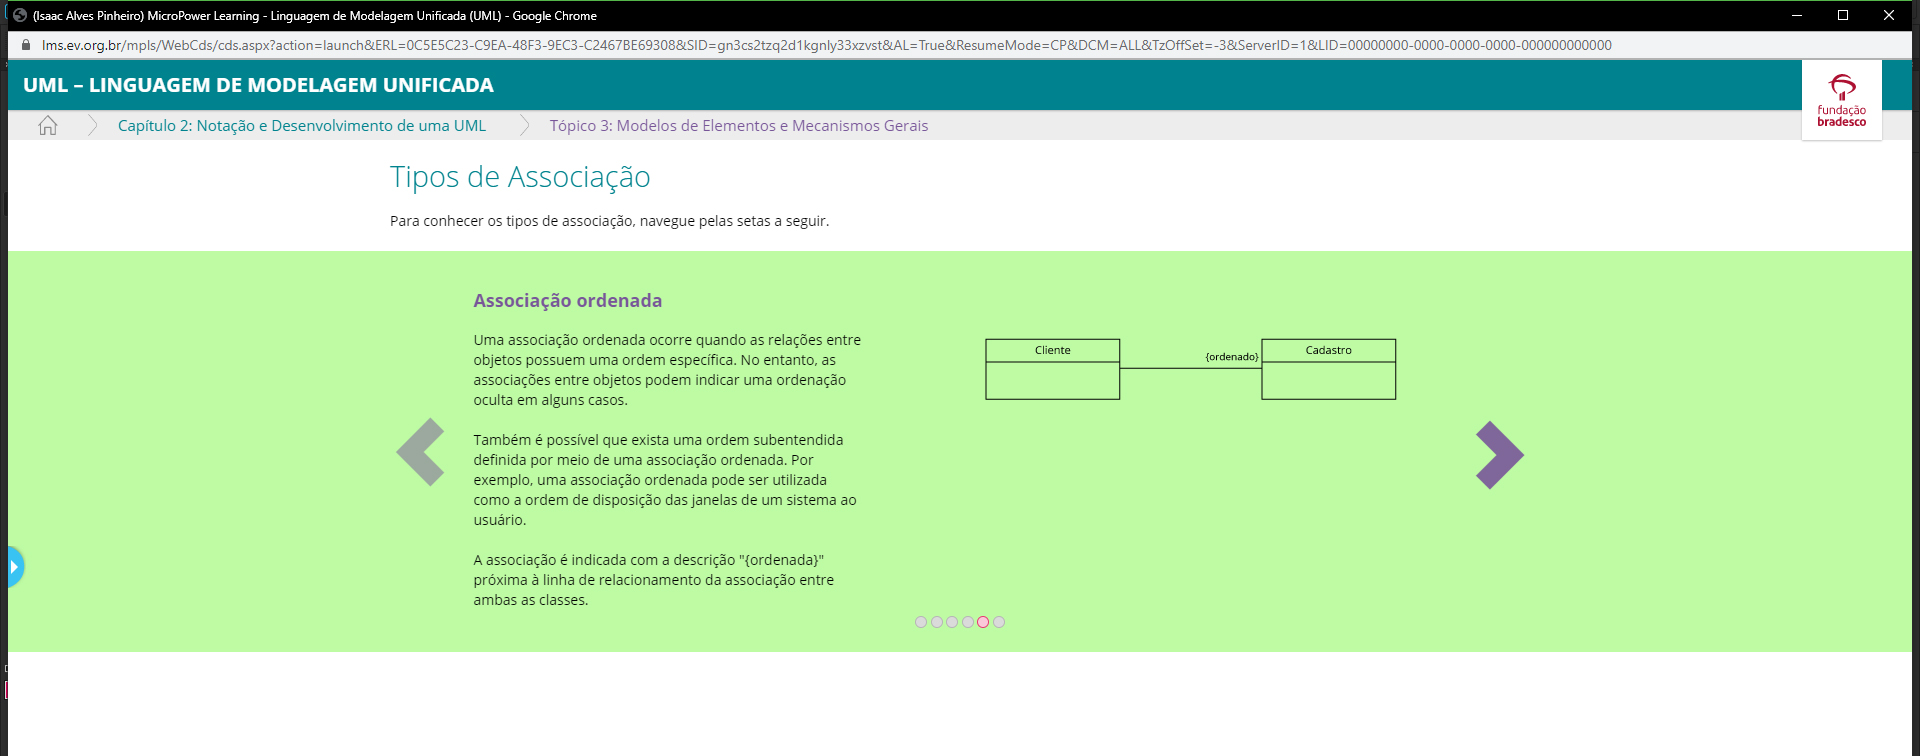 (Isaac Alves Pinheiro) MicroPower Learning - Linguagem de Modelagem Unificada (UML) - Google Chrome
lms.ev.org.br/mpls/WebCds/cds.aspx?action=launch&ERL=0C5E5C23-C9EA-48F3-9EC3-C2467BE69308&SID=gn3cs2tzq2d1kgnly33xzvst&AL=True&ResumeMode=CP&DCM=ALL&TzOffSet=-3&ServerID=1&LID=00000000-0000-0000-0000-000000000000
UML – LINGUAGEM DE MODELAGEM UNIFICADA
fundação
bradesco
Capítulo 2: Notação e Desenvolvimento de uma UML
Tópico 3: Modelos de Elementos e Mecanismos Gerais
Tipos de Associação
Para conhecer os tipos de associação, navegue pelas setas a seguir.
Associação ordenada
Uma associação ordenada ocorre quando as relações entre
objetos possuem uma ordem específica. No entanto, as
associações entre objetos podem indicar uma ordenação
oculta em alguns casos.
Também é possível que exista uma ordem subentendida
definida por meio de uma associação ordenada. Por
exemplo, uma associação ordenada pode ser utilizada
como a ordem de disposição das janelas de um sistema ao
usuário.
A associação é indicada com a descrição "{ordenada}"
próxima à linha de relacionamento da associação entre
ambas as classes.
Cliente
{ordenado}
Cadastro